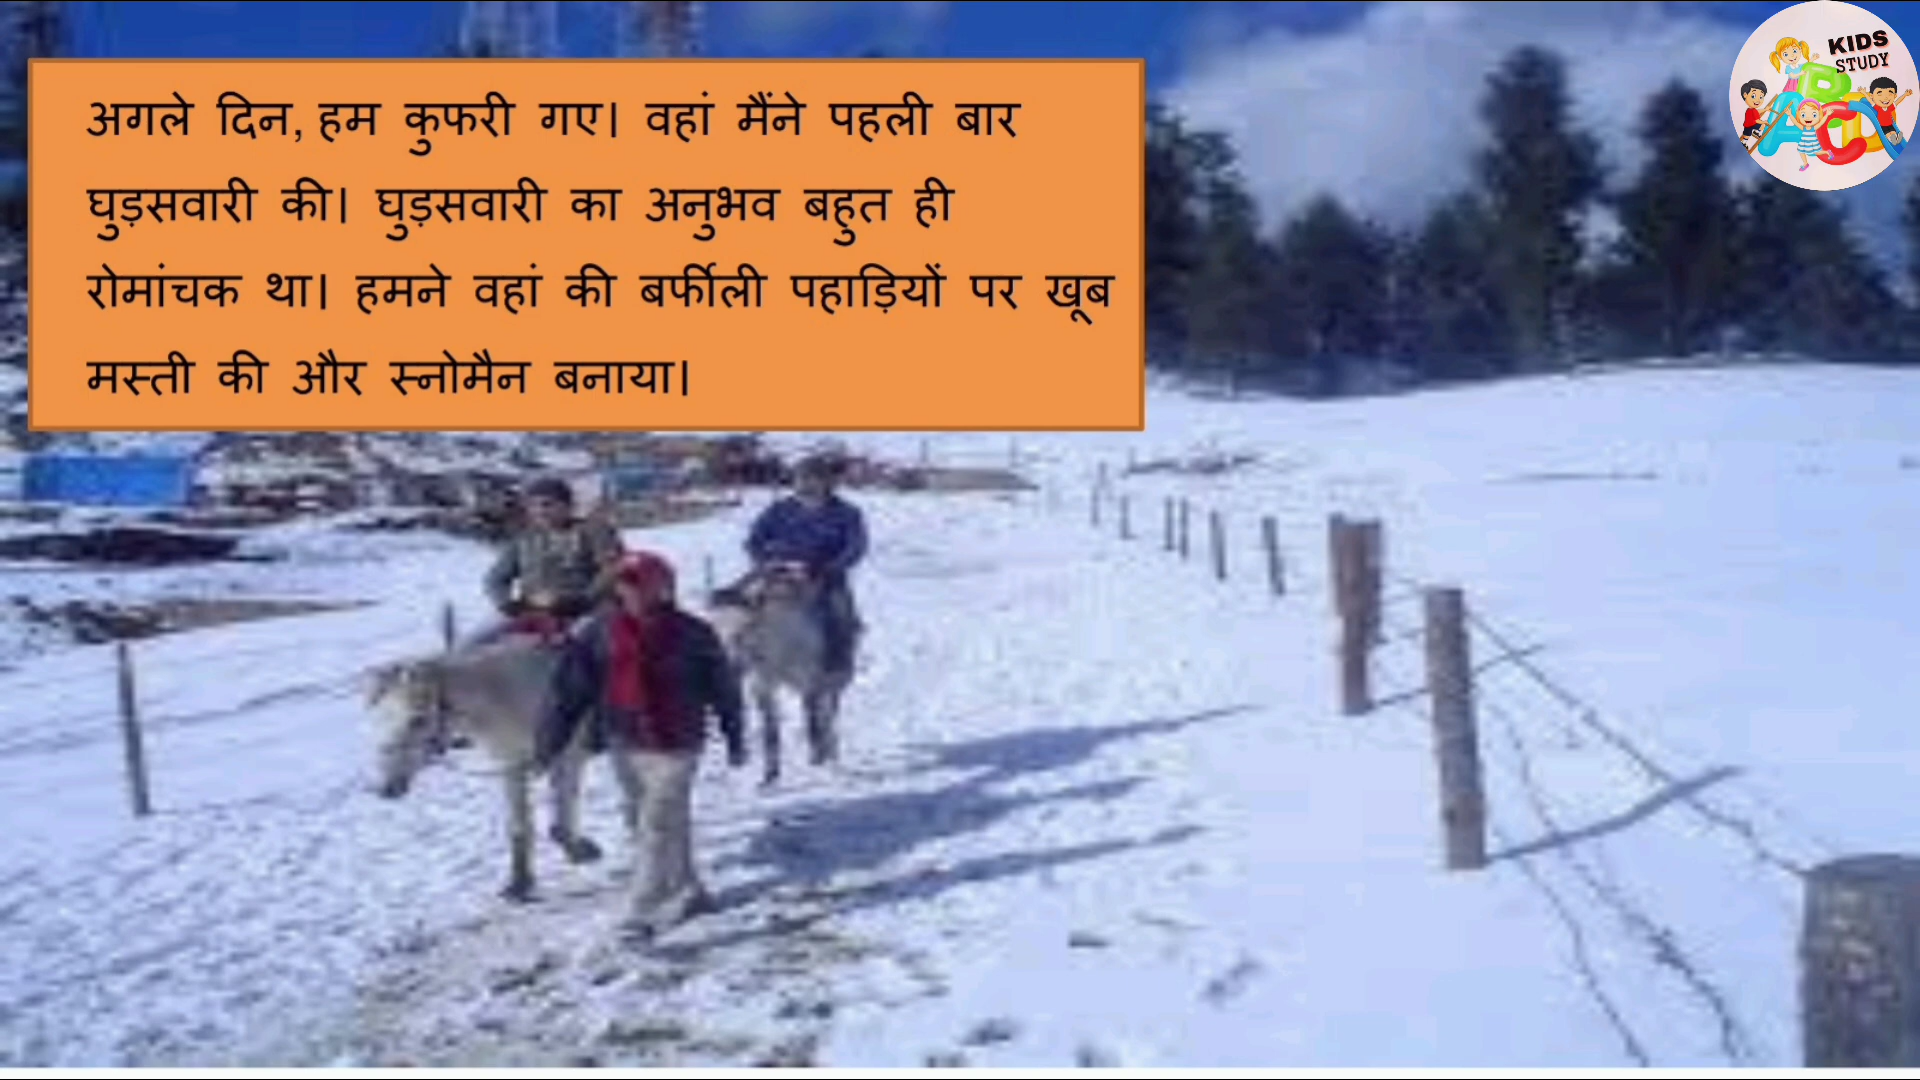 अगले दिन, हम कुफरी गए। वहां मैंने पहली बार
घुड़सवारी की। घुड़सवारी का अनुभव बहुत ही
रोमांचक था। हमने वहां की बर्फीली पहाड़ियों पर खूब
मस्ती की और स्नोमैन बनाया।
KIDS
STUDY
ABCD